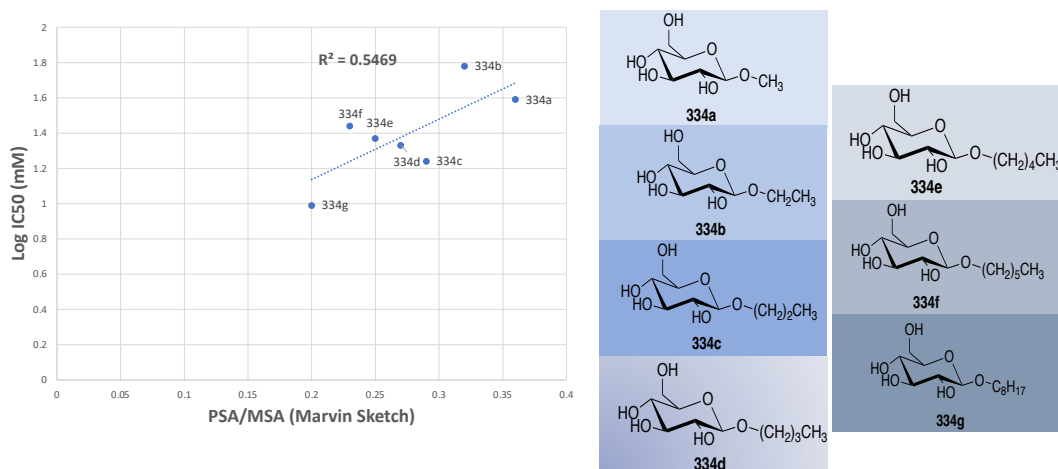 2
1.8
1.6
1.4
1.2
1
0.8
0.6
0.4
0.2
0
0
0.05
0.1
0.15
0.2
0.25
0.3
0.35
0.4
Log IC50 (mM)
PSA/MSA (Marvin Sketch)
R² = 0.5469
334b
334a
334f
334e
334d
334c
334g
OH
HO
O
HO
HO
O
CH₃
334a
HO
HO
O
HO
HO
O
CH₂CH₃
334b
OH
HO
O
HO
HO
O
(CH₂)₂CH₃
334c
OH
HO
O
HO
HO
O
(CH₂)₃CH₃
334d
OH
HO
O
HO
HO
O
(CH₂)₄CH₃
334e
OH
HO
O
HO
HO
O
(CH₂)₅CH₃
334f
OH
HO
O
HO
HO
O
C₈H₁₇
334g